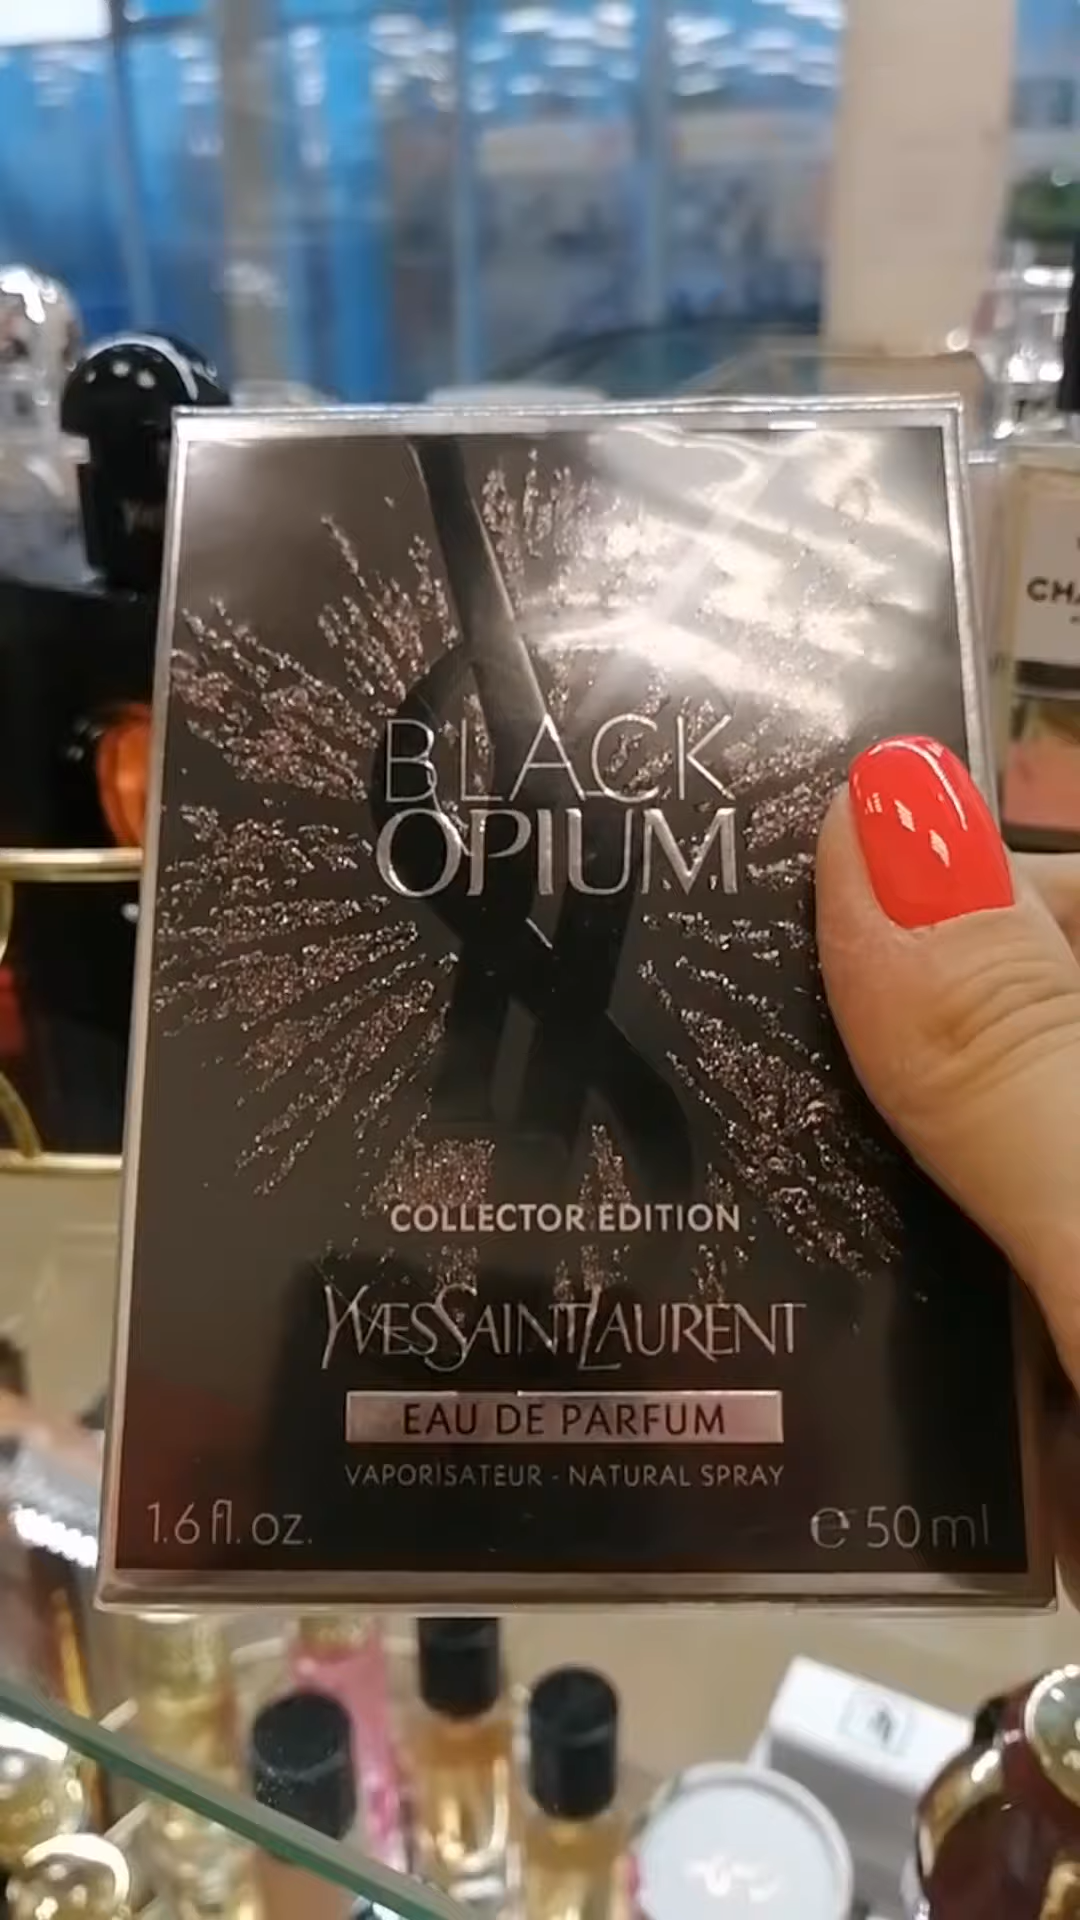 BLACK
OPIUM
COLLECTOR EDITION
YVESSAINTLAURENT
EAU DE PARFUM
VAPORISATEUR - NATURAL SPRAY
1.6 fl. oz. e 50 ml